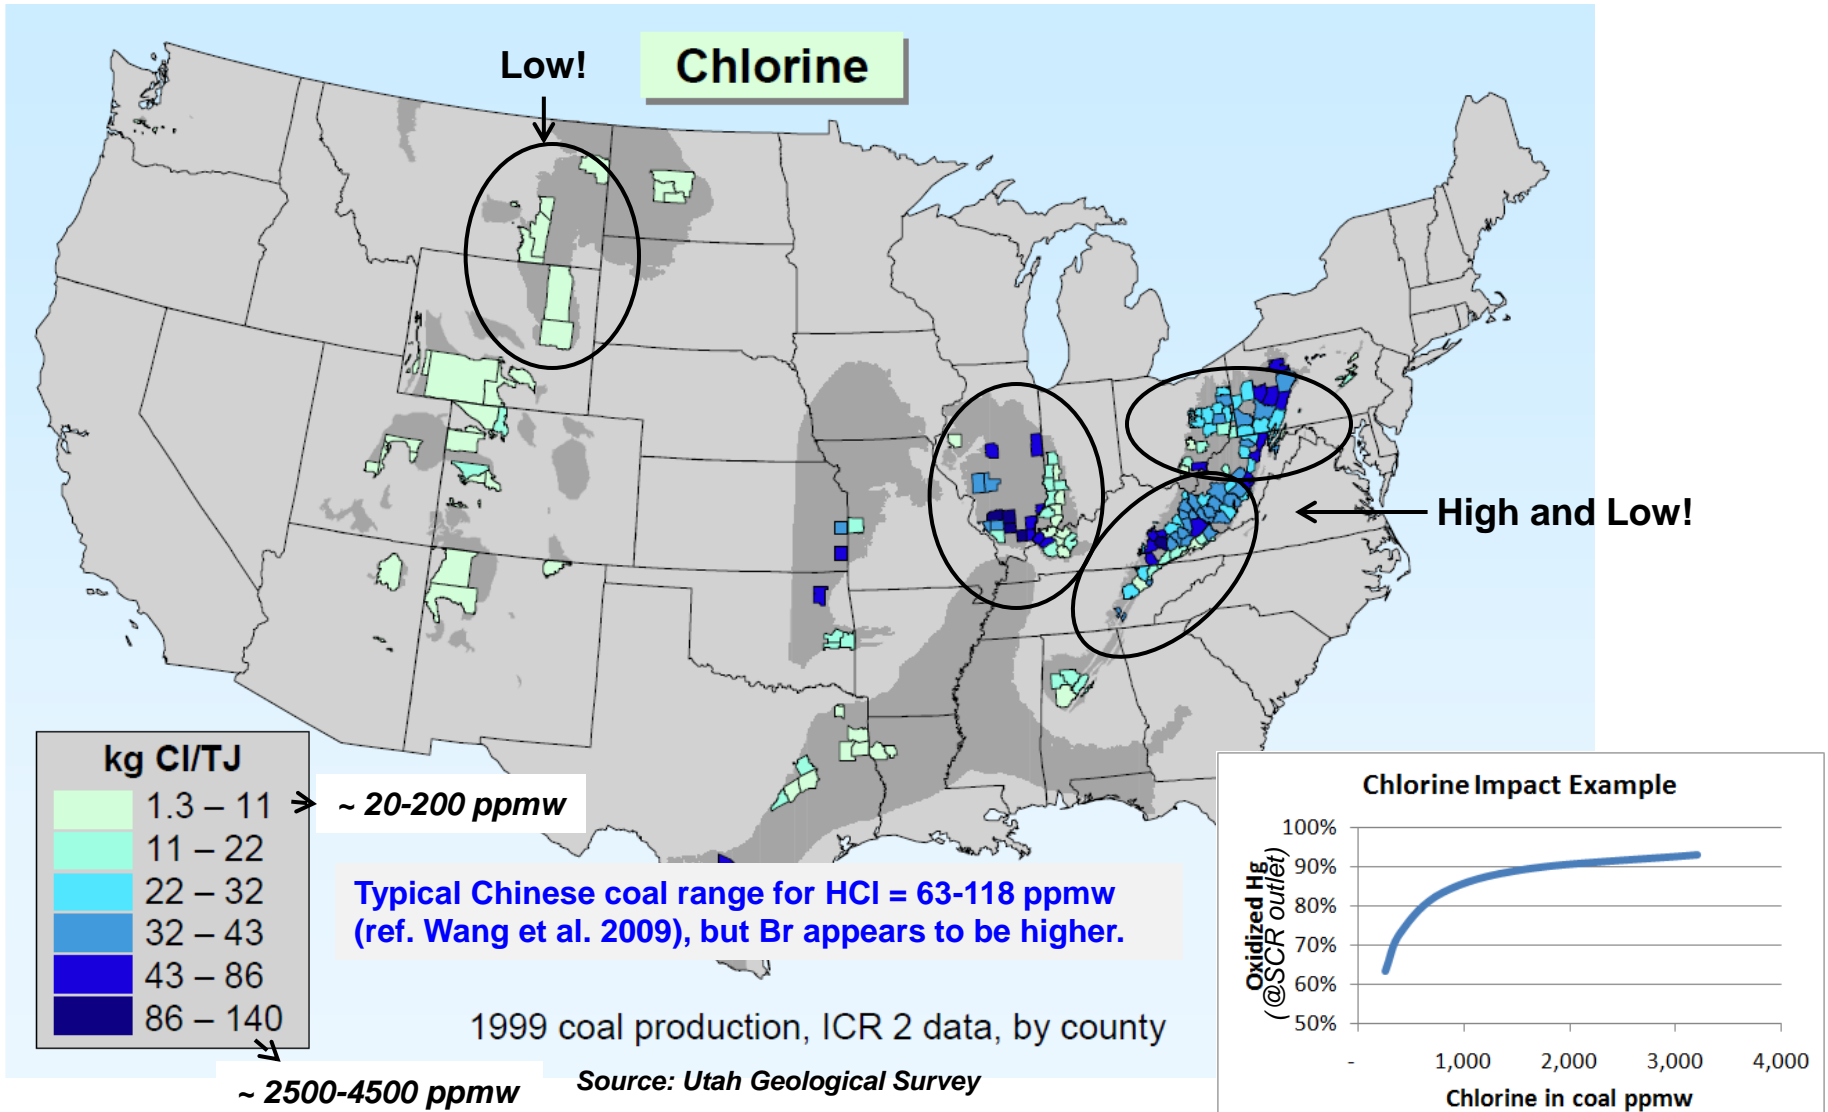 Low!
Chlorine
High and Low!
kg Cl/TJ
1.3 – 11
~ 20-200 ppmw
11 – 22
22 – 32
32 – 43
43 – 86
86 – 140
~ 2500-4500 ppmw
Typical Chinese coal range for HCl = 63-118 ppmw
(ref. Wang et al. 2009), but Br appears to be higher.
1999 coal production, ICR 2 data, by county
Source: Utah Geological Survey
Chlorine Impact Example
Oxidized Hg
(@SCR outlet)
100%
90%
80%
70%
60%
50%
- 1,000 2,000 3,000 4,000
Chlorine in coal ppmw